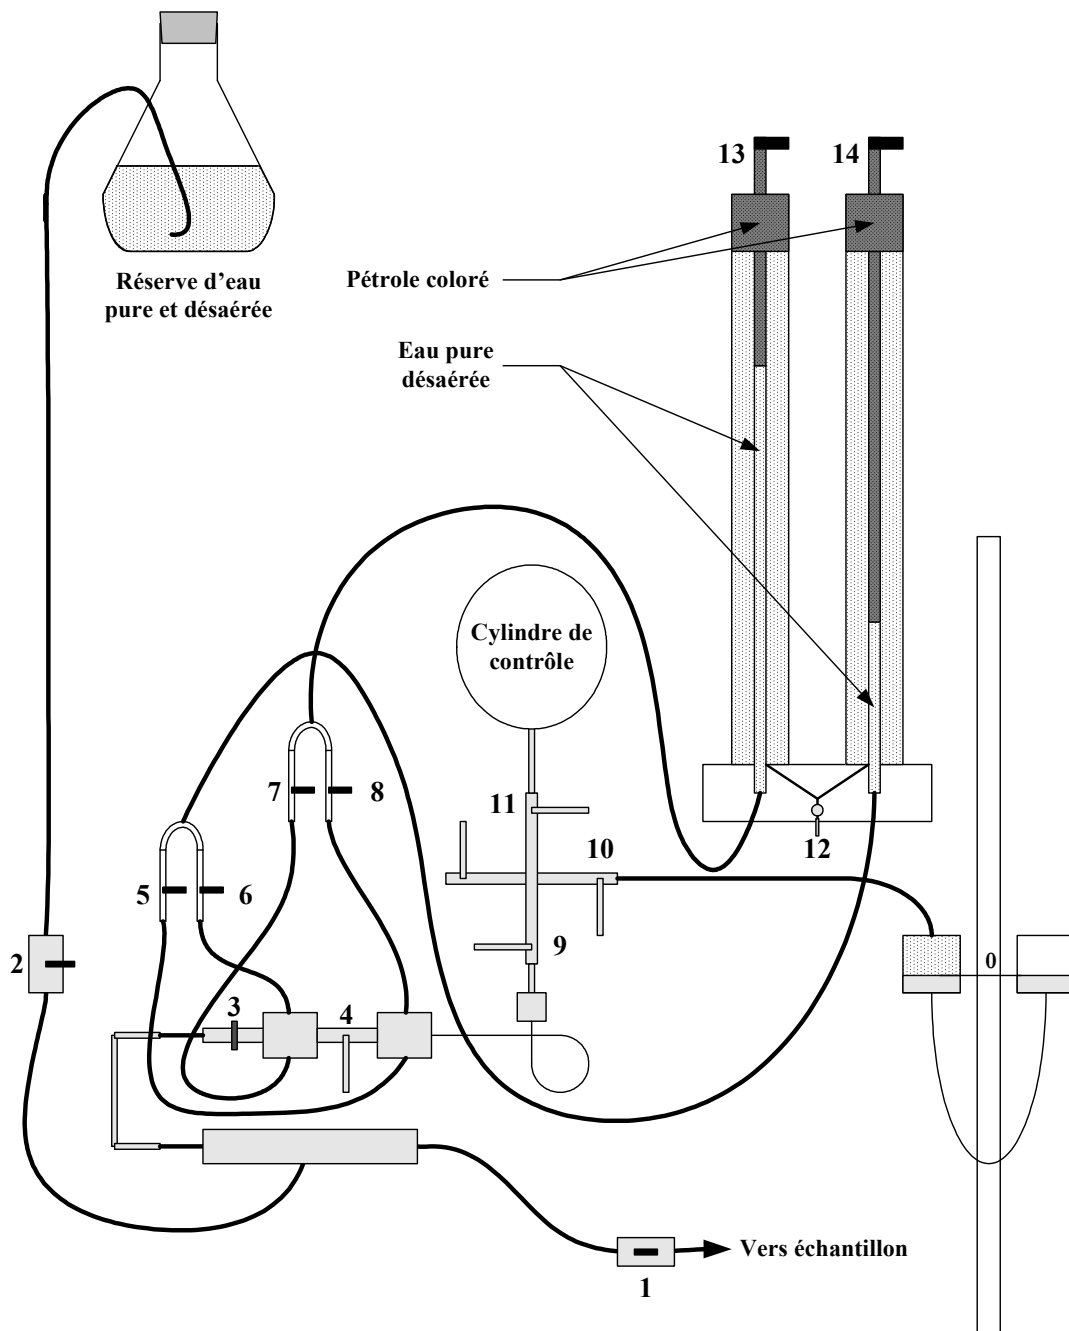 13
14
Réserve d'eau
pure et désaérée
Pétrole coloré
Eau pure
désaérée
Cylindre de
contrôle
7
8
11
10
12
5
6
9
2
0
3
4
Vers échantillon
1